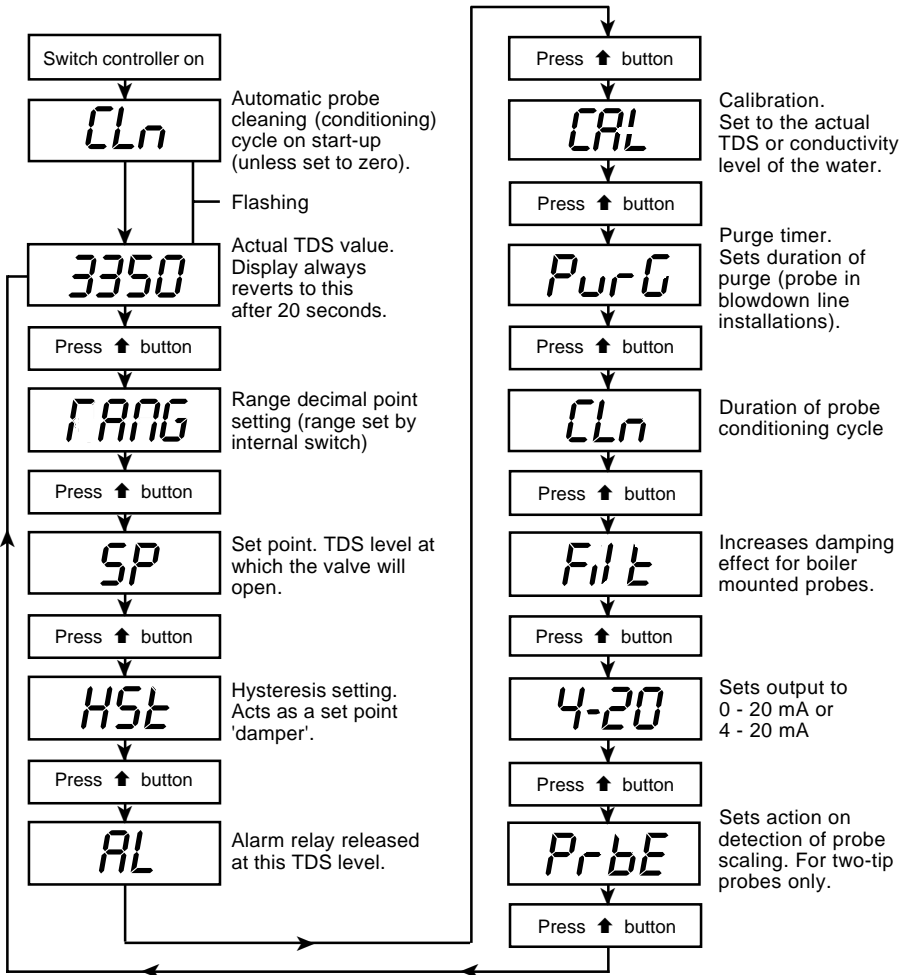 Switch controller on
CLn
Automatic probe
cleaning (conditioning)
cycle on start-up
(unless set to zero).
Flashing
3350
Actual TDS value.
Display always
reverts to this
after 20 seconds.
Press ⬆ button
rANG
Range decimal point
setting (range set by
internal switch)
Press ⬆ button
SP
Set point. TDS level at
which the valve will
open.
Press ⬆ button
HSt
Hysteresis setting.
Acts as a set point
'damper'.
Press ⬆ button
AL
Alarm relay released
at this TDS level.
Press ⬆ button
CAL
Calibration.
Set to the actual
TDS or conductivity
level of the water.
Press ⬆ button
PurG
Purge timer.
Sets duration of
purge (probe in
blowdown line
installations).
Press ⬆ button
CLn
Duration of probe
conditioning cycle
Press ⬆ button
Filt
Increases damping
effect for boiler
mounted probes.
Press ⬆ button
4-20
Sets output to
0 - 20 mA or
4 - 20 mA
Press ⬆ button
PrbE
Sets action on
detection of probe
scaling. For two-tip
probes only.
Press ⬆ button